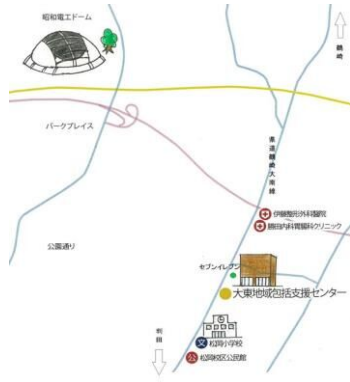 昭和電工ドーム
鶴崎
パークプレイス
県道鶴崎大南線
伊藤整形外科醫院
勝田内科胃腸科クリニック
公園通り
セブンイレブン
大東地域包括支援センター
文 松岡小学校
公 松岡校区公民館